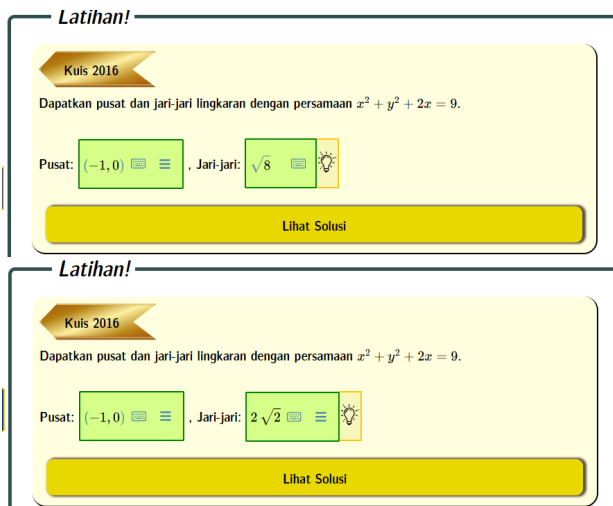 Latihan!
Kuis 2016
Dapatkan pusat dan jari-jari lingkaran dengan persamaan x² + y² + 2x = 9.
Pusat: (−1, 0) , Jari-jari: √8
Lihat Solusi
Latihan!
Kuis 2016
Dapatkan pusat dan jari-jari lingkaran dengan persamaan x² + y² + 2x = 9.
Pusat: (−1, 0) , Jari-jari: 2 √2
Lihat Solusi